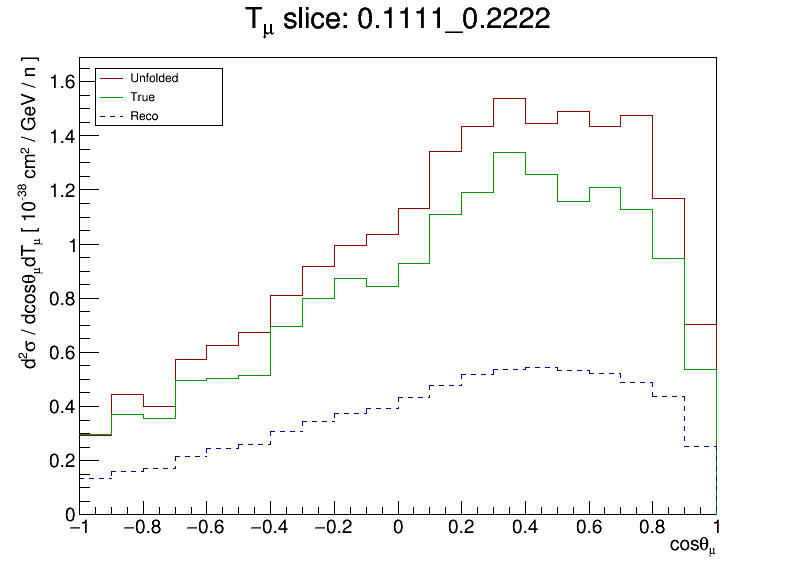 Tμ slice: 0.1111_0.2222
d²σ / dcosθμdTμ [ 10⁻³⁸ cm² / GeV / n ]
Unfolded
True
Reco
1.6
1.4
1.2
1
0.8
0.6
0.4
0.2
0
−1 −0.8 −0.6 −0.4 −0.2 0 0.2 0.4 0.6 0.8 1
cosθμ